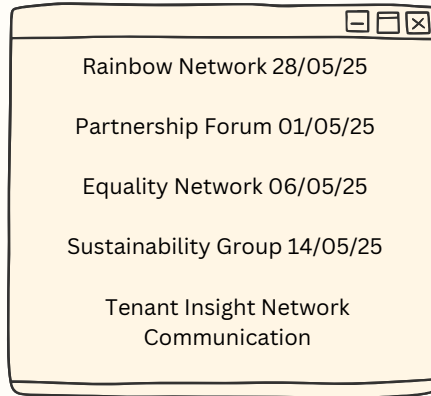 Rainbow Network 28/05/25
Partnership Forum 01/05/25
Equality Network 06/05/25
Sustainability Group 14/05/25
Tenant Insight Network
Communication